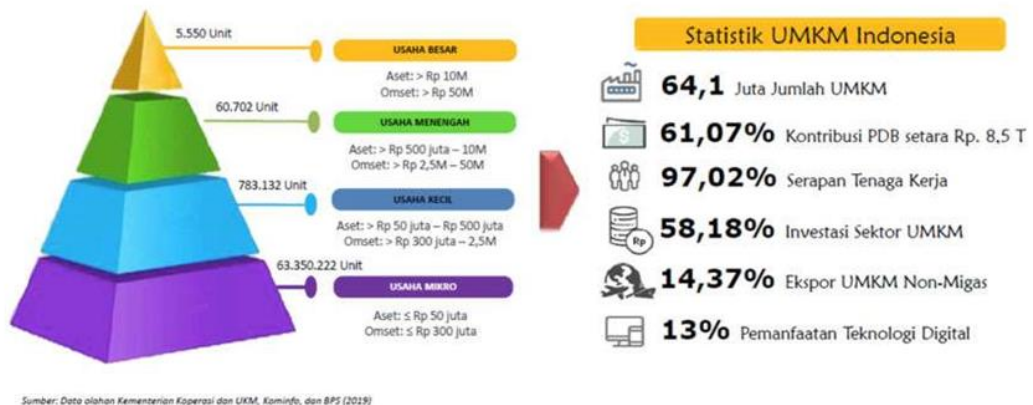 5.550 Unit
USAHA BESAR
Aset: > Rp 10M
Omset: > Rp 50M
60.702 Unit
USAHA MENENGAH
Aset: > Rp 500 juta – 10M
Omset: > Rp 2,5M – 50M
783.132 Unit
USAHA KECIL
Aset: > Rp 50 juta – Rp 500 juta
Omset: > Rp 300 juta – 2,5M
63.350.222 Unit
USAHA MIKRO
Aset: ≤ Rp 50 juta
Omset: ≤ Rp 300 juta
Sumber: Data olahan Kementerian Koperasi dan UKM, Kominfo, dan BPS (2019)
Statistik UMKM Indonesia
64,1 Juta Jumlah UMKM
$
61,07% Kontribusi PDB setara Rp. 8,5 T
97,02% Serapan Tenaga Kerja
Rp
58,18% Investasi Sektor UMKM
14,37% Ekspor UMKM Non-Migas
13% Pemanfaatan Teknologi Digital